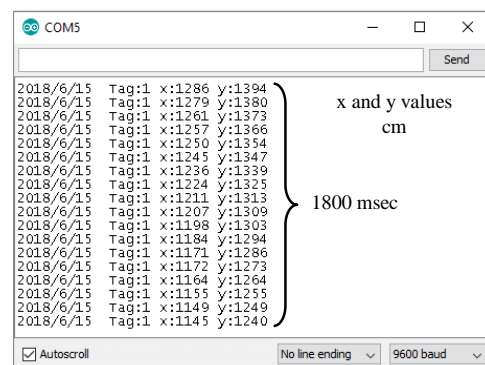 COM5
Send
2018/6/15 Tag:1 x:1286 y:1394
2018/6/15 Tag:1 x:1279 y:1380
2018/6/15 Tag:1 x:1261 y:1373
2018/6/15 Tag:1 x:1257 y:1366
2018/6/15 Tag:1 x:1250 y:1354
2018/6/15 Tag:1 x:1245 y:1347
2018/6/15 Tag:1 x:1236 y:1339
2018/6/15 Tag:1 x:1224 y:1325
2018/6/15 Tag:1 x:1211 y:1313
2018/6/15 Tag:1 x:1207 y:1309
2018/6/15 Tag:1 x:1198 y:1303
2018/6/15 Tag:1 x:1184 y:1294
2018/6/15 Tag:1 x:1171 y:1286
2018/6/15 Tag:1 x:1172 y:1273
2018/6/15 Tag:1 x:1164 y:1264
2018/6/15 Tag:1 x:1155 y:1255
2018/6/15 Tag:1 x:1149 y:1249
2018/6/15 Tag:1 x:1145 y:1240
x and y values
cm
1800 msec
Autoscroll
No line ending
9600 baud